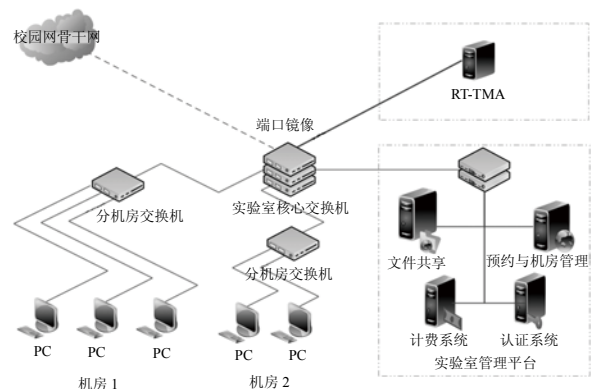 校园网骨干网
RT-TMA
端口镜像
分机房交换机
实验室核心交换机
文件共享
预约与机房管理
分机房交换机
计费系统
认证系统
实验室管理平台
PC
PC
PC
PC
PC
机房 1
机房 2